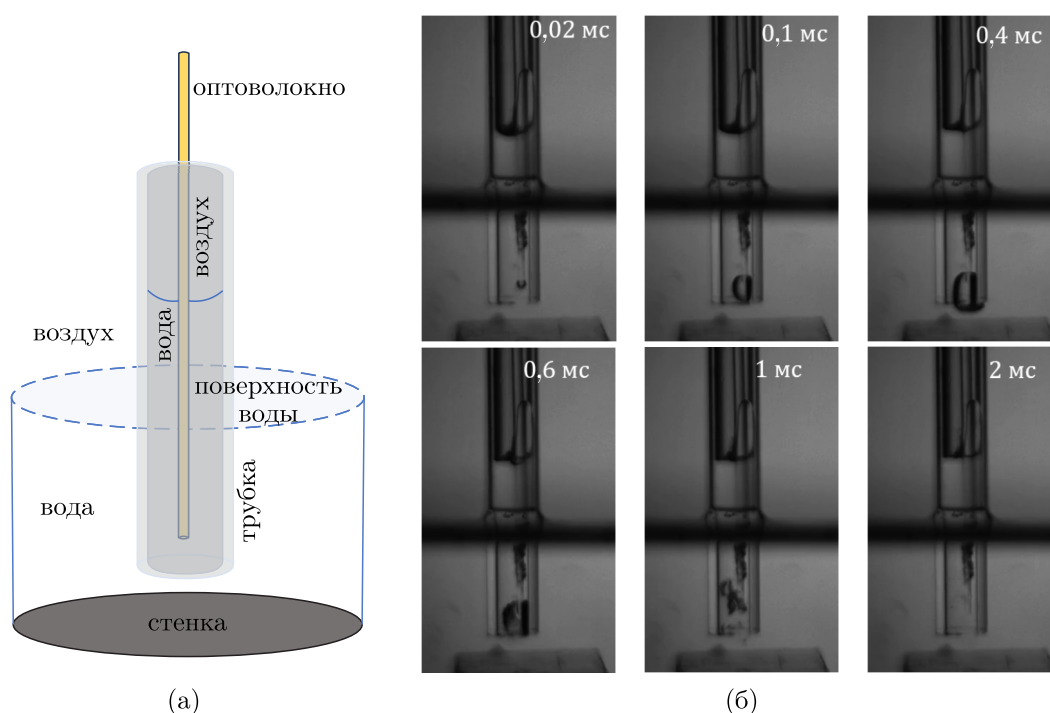 оптоволокно
воздух
воздух
вода
поверхность
воды
вода
трубка
стенка
(а)
0,02 мс
0,1 мс
0,4 мс
0,6 мс
1 мс
2 мс
(б)